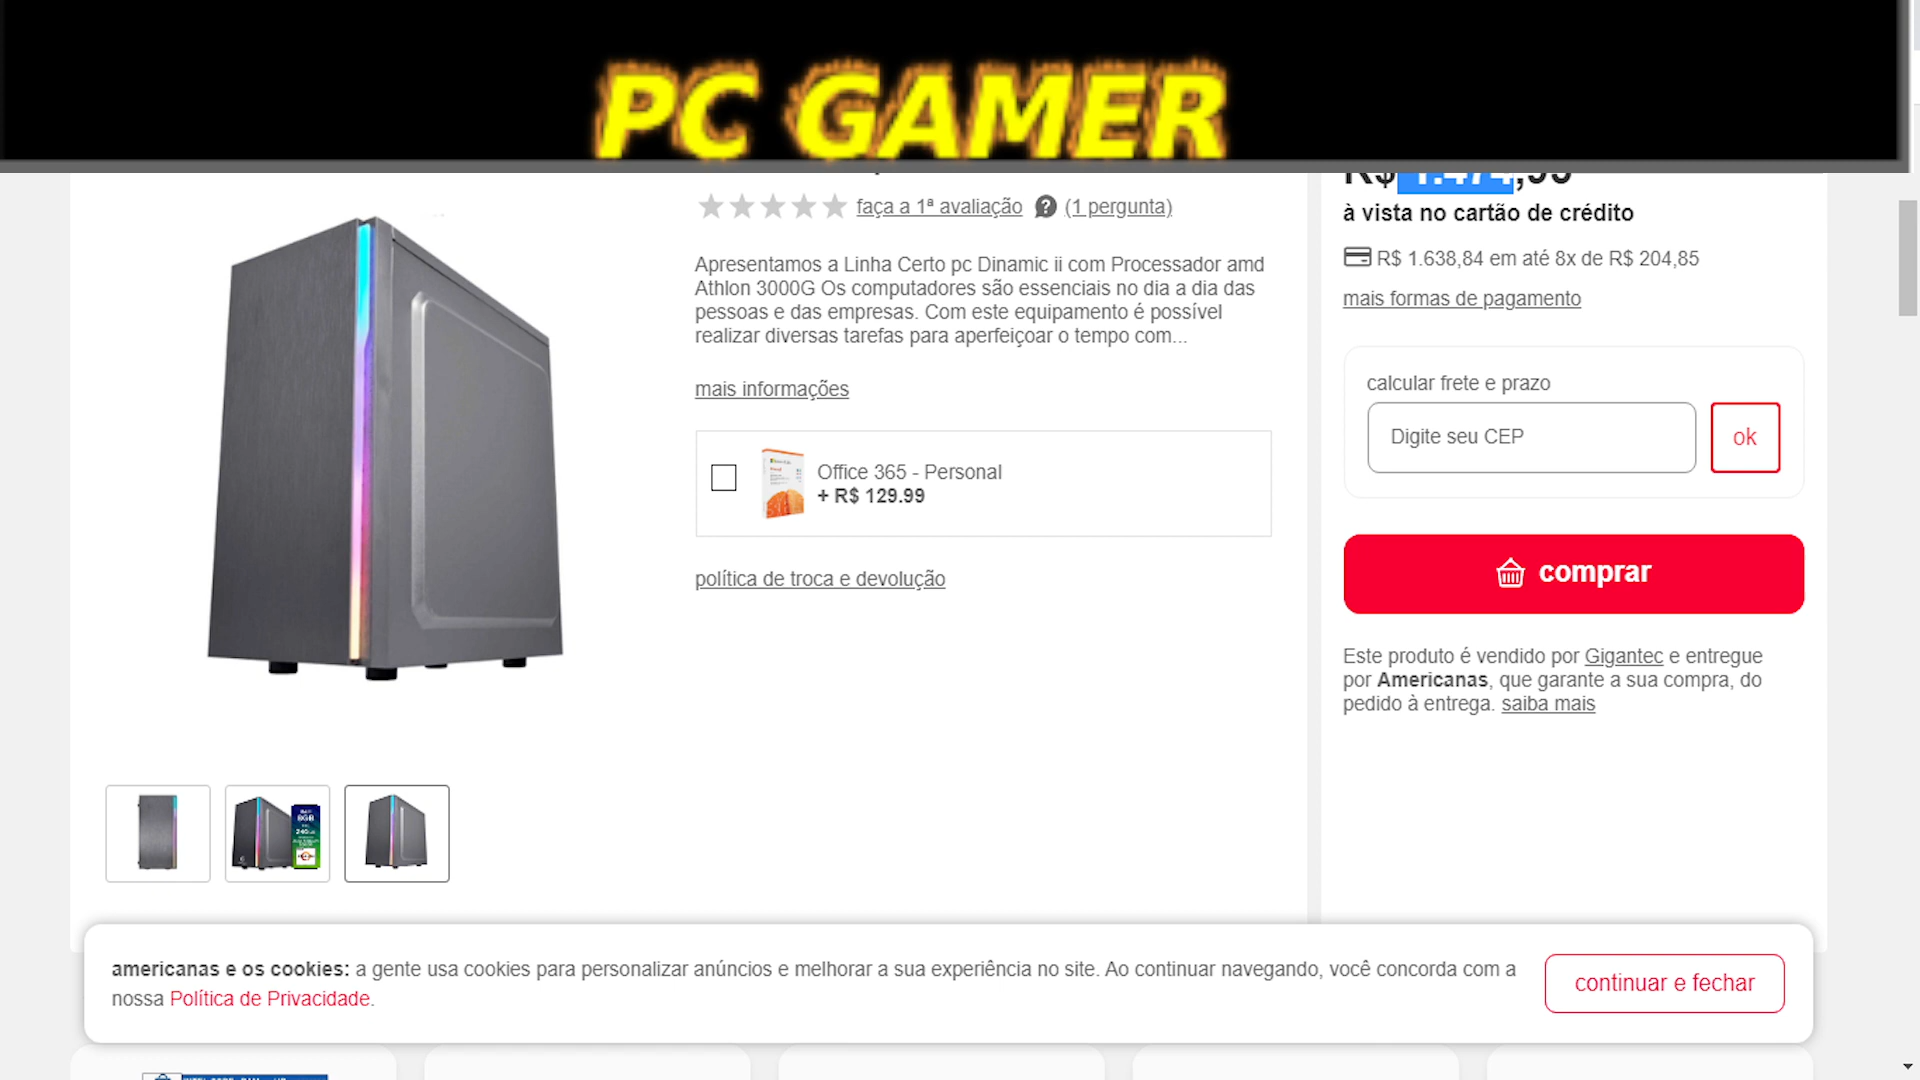 PC GAMER
faça a 1ª avaliação (1 pergunta)
Apresentamos a Linha Certo pc Dinamic ii com Processador amd
Athlon 3000G Os computadores são essenciais no dia a dia das
pessoas e das empresas. Com este equipamento é possível
realizar diversas tarefas para aperfeiçoar o tempo com...
mais informações
Office 365 - Personal
+ R$ 129.99
política de troca e devolução
R$ 1.474,95
à vista no cartão de crédito
R$ 1.638,84 em até 8x de R$ 204,85
mais formas de pagamento
calcular frete e prazo
Digite seu CEP
ok
comprar
Este produto é vendido por Gigantec e entregue
por Americanas, que garante a sua compra, do
pedido à entrega. saiba mais
8GB
240GB
americanas e os cookies: a gente usa cookies para personalizar anúncios e melhorar a sua experiência no site. Ao continuar navegando, você concorda com a
nossa Política de Privacidade.
continuar e fechar